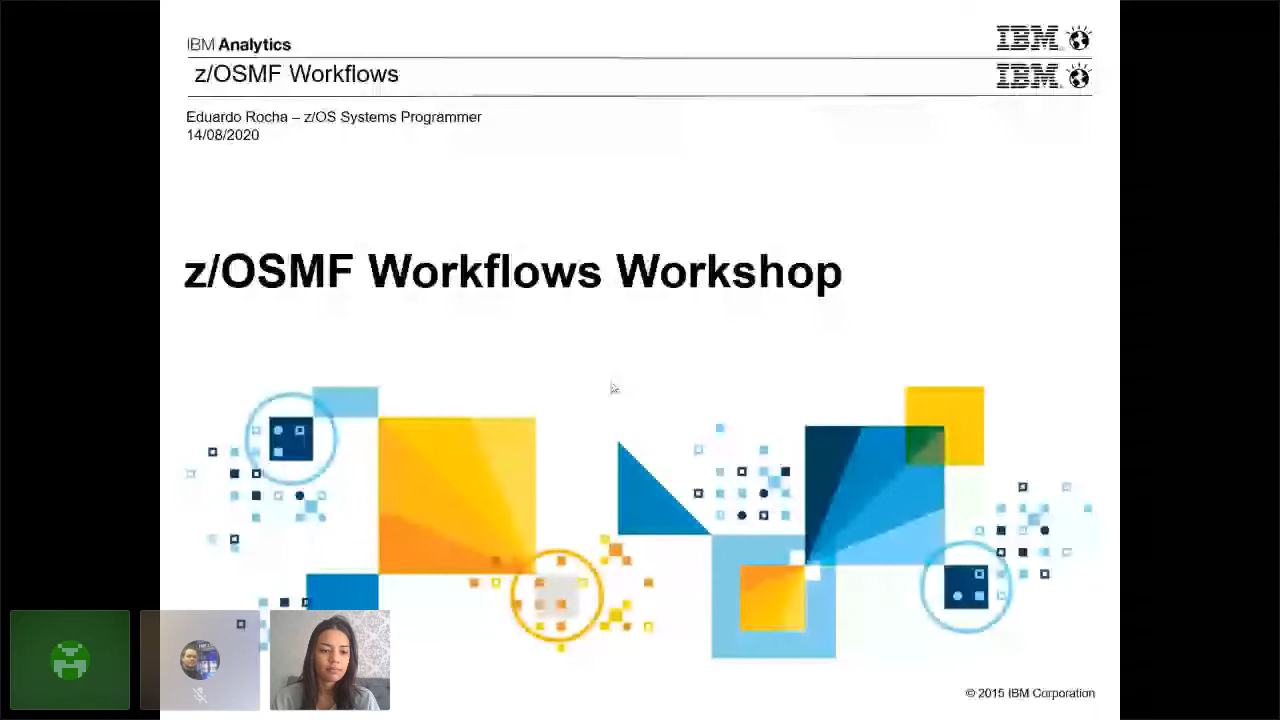 IBM Analytics
IBM
z/OSMF Workflows
IBM
Eduardo Rocha – z/OS Systems Programmer
14/08/2020
z/OSMF Workflows Workshop
© 2015 IBM Corporation